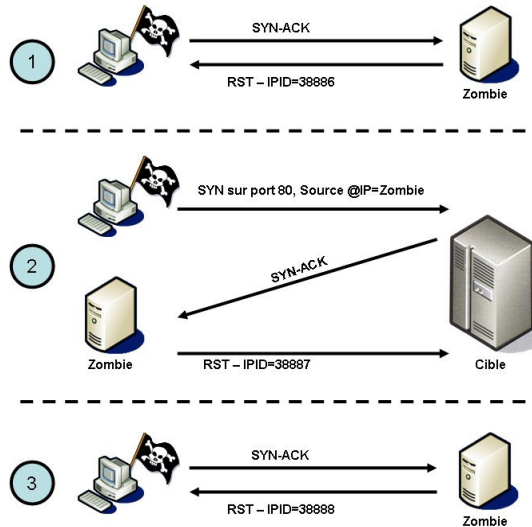 1
SYN-ACK
RST – IPID=38886
Zombie
2
SYN sur port 80, Source @IP=Zombie
SYN-ACK
Zombie
RST – IPID=38887
Cible
3
SYN-ACK
RST – IPID=38888
Zombie